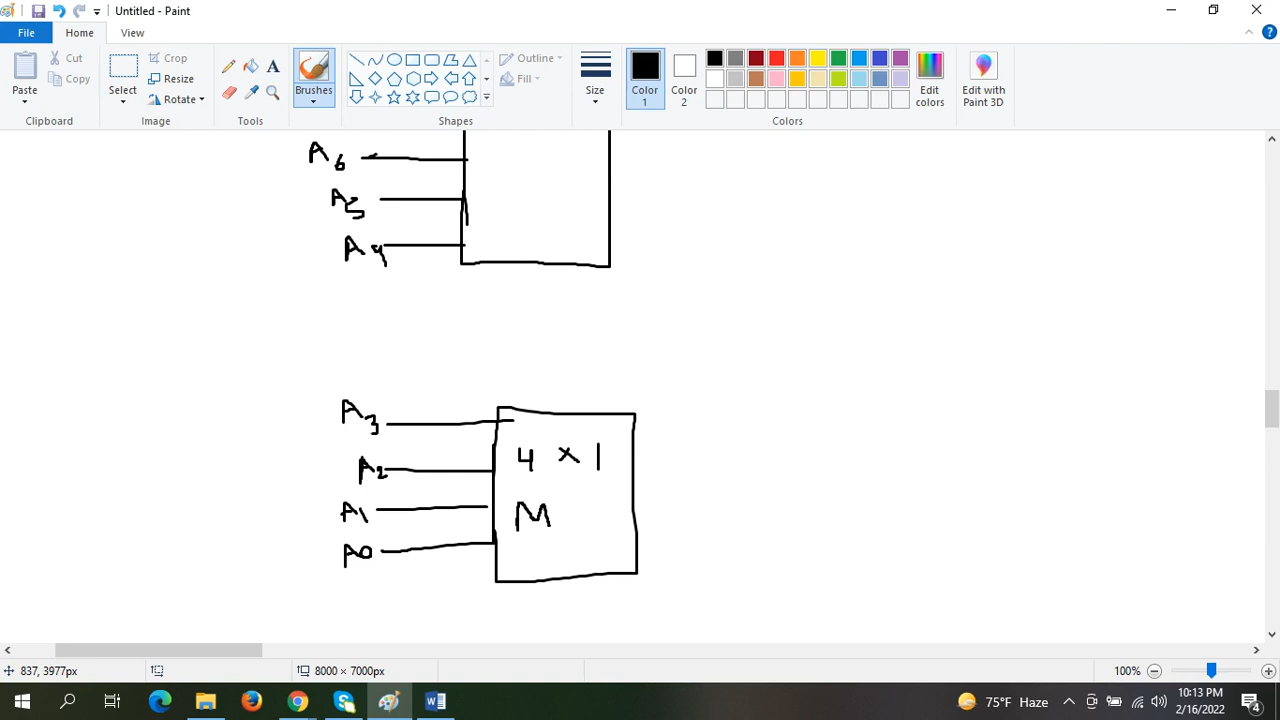 Untitled - Paint
File Home View
Paste Cut Copy Clipboard
Select Crop Resize Rotate Image
Tools
Brushes
Outline Fill Shapes
Size
Color 1 Color 2
Edit colors
Edit with Paint 3D
Colors
A6
A5
A4
A3
A2
A1
A0
4 × 1
M
837, 3977px
8000 × 7000px
100%
75°F Haze
10:13 PM
2/16/2022
4